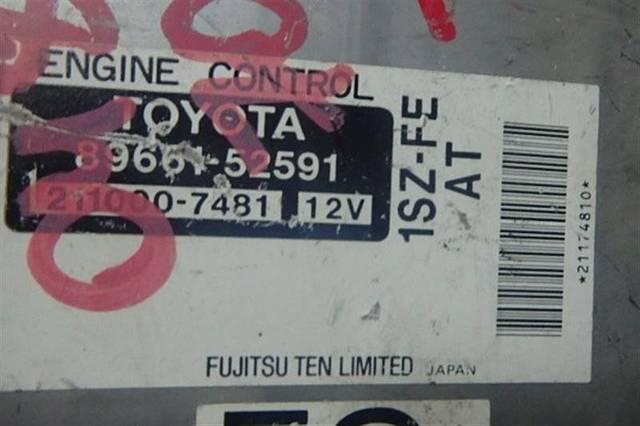 ENGINE CONTROL
TOYOTA
89661-52591
211000-7481 12V
1SZ-FE
AT
*21174810*
FUJITSU TEN LIMITED JAPAN